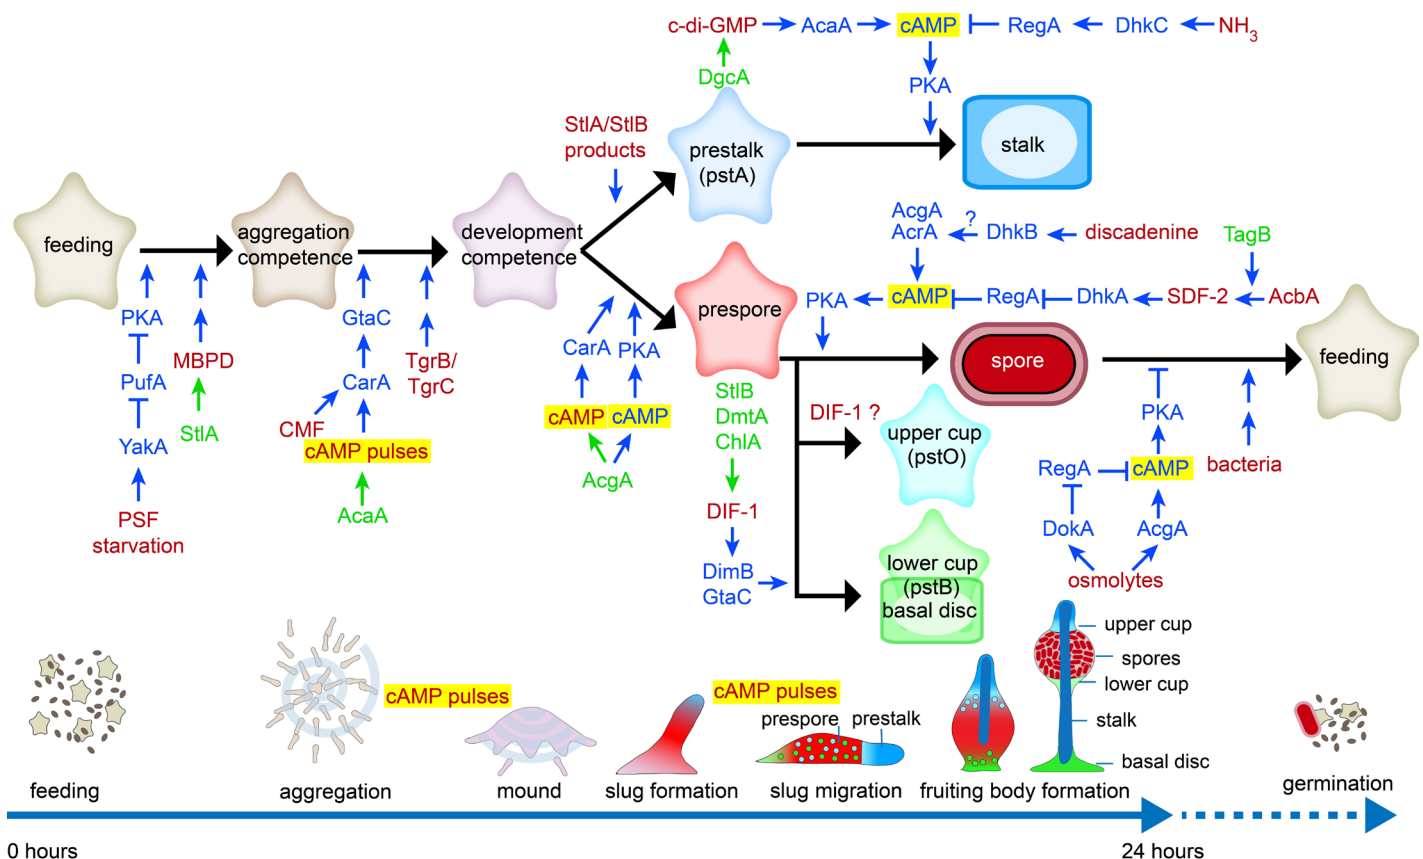 c-di-GMP AcaA cAMP RegA DhkC NH3
DgcA PKA
StlA/StlB
products
prestalk
(pstA)
stalk
feeding
aggregation
competence
development
competence
AcgA
AcrA
?
DhkB discadenine TagB
prespore
PKA cAMP RegA DhkA SDF-2 AcbA
PKA
PufA
YakA
PSF
starvation
MBPD
StlA
GtaC
CarA
CMF
cAMP pulses
AcaA
TgrB/
TgrC
CarA PKA
cAMP cAMP
AcgA
spore
feeding
StlB
DmtA
ChlA
DIF-1
DimB
GtaC
DIF-1 ?
upper cup
(pstO)
lower cup
(pstB)
basal disc
PKA
RegA cAMP bacteria
DokA AcgA
osmolytes
cAMP pulses
cAMP pulses
prespore prestalk
upper cup
spores
lower cup
stalk
basal disc
feeding aggregation mound slug formation slug migration fruiting body formation germination
0 hours 24 hours